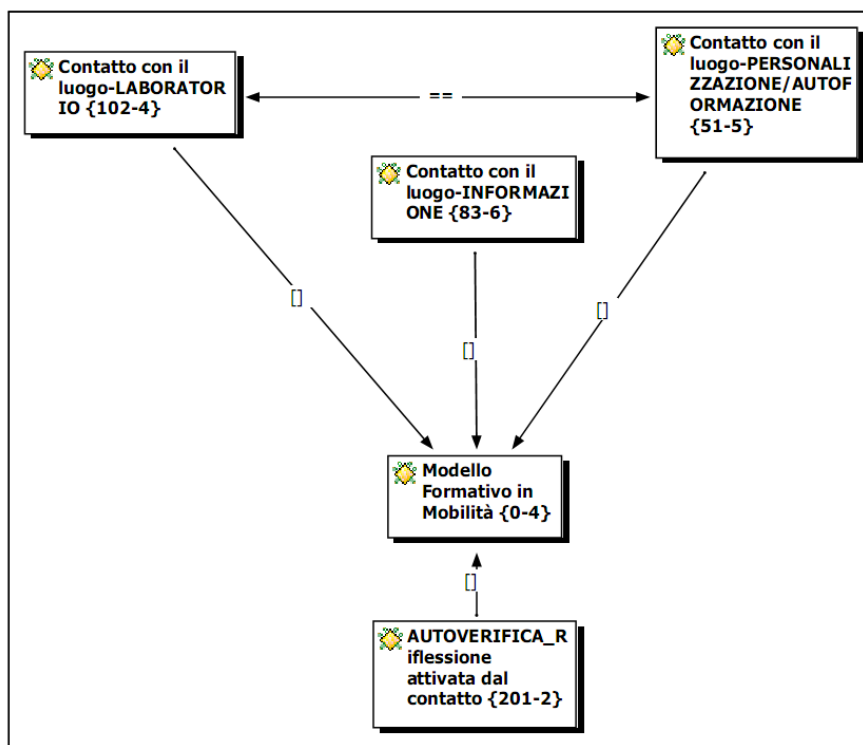 Contatto con il
luogo-LABORATOR
IO {102-4}
==
Contatto con il
luogo-PERSONALI
ZZAZIONE/AUTOF
ORMAZIONE
{51-5}
Contatto con il
luogo-INFORMAZI
ONE {83-6}
[]
[]
[]
Modello
Formativo in
Mobilità {0-4}
[]
AUTOVERIFICA_R
iflessione
attivata dal
contatto {201-2}